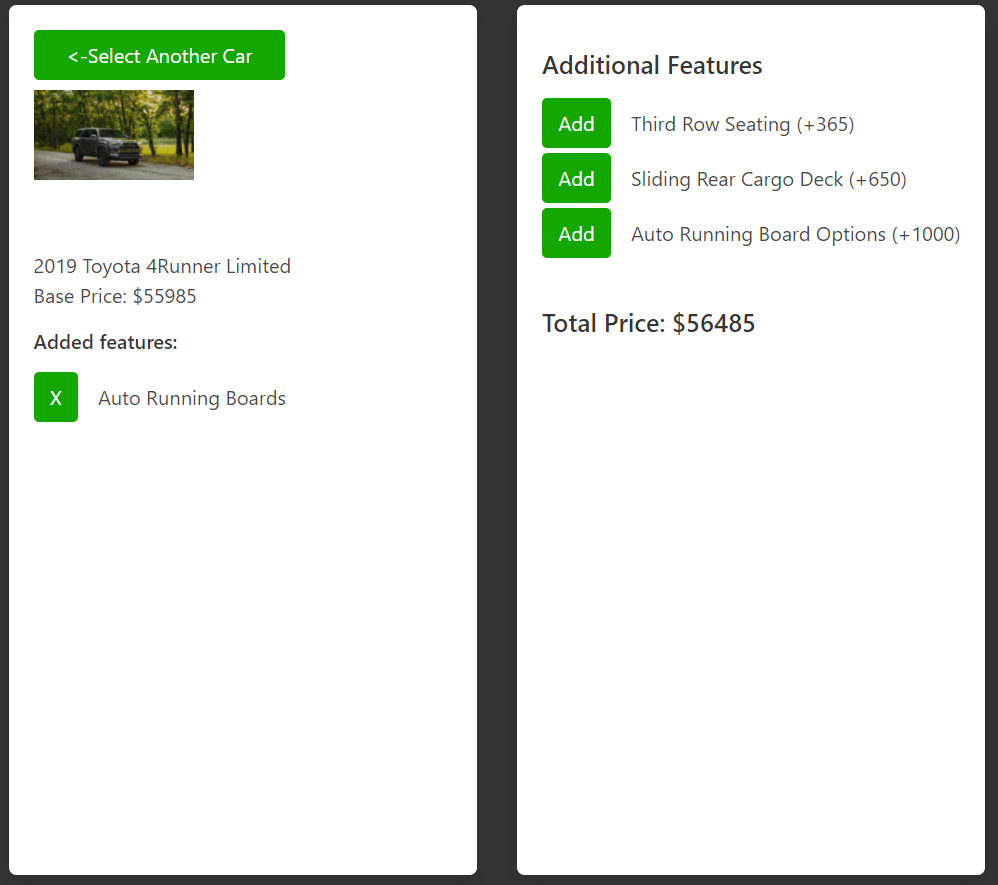 <-Select Another Car
2019 Toyota 4Runner Limited
Base Price: $55985
Added features:
X Auto Running Boards
Additional Features
Add Third Row Seating (+365)
Add Sliding Rear Cargo Deck (+650)
Add Auto Running Board Options (+1000)
Total Price: $56485